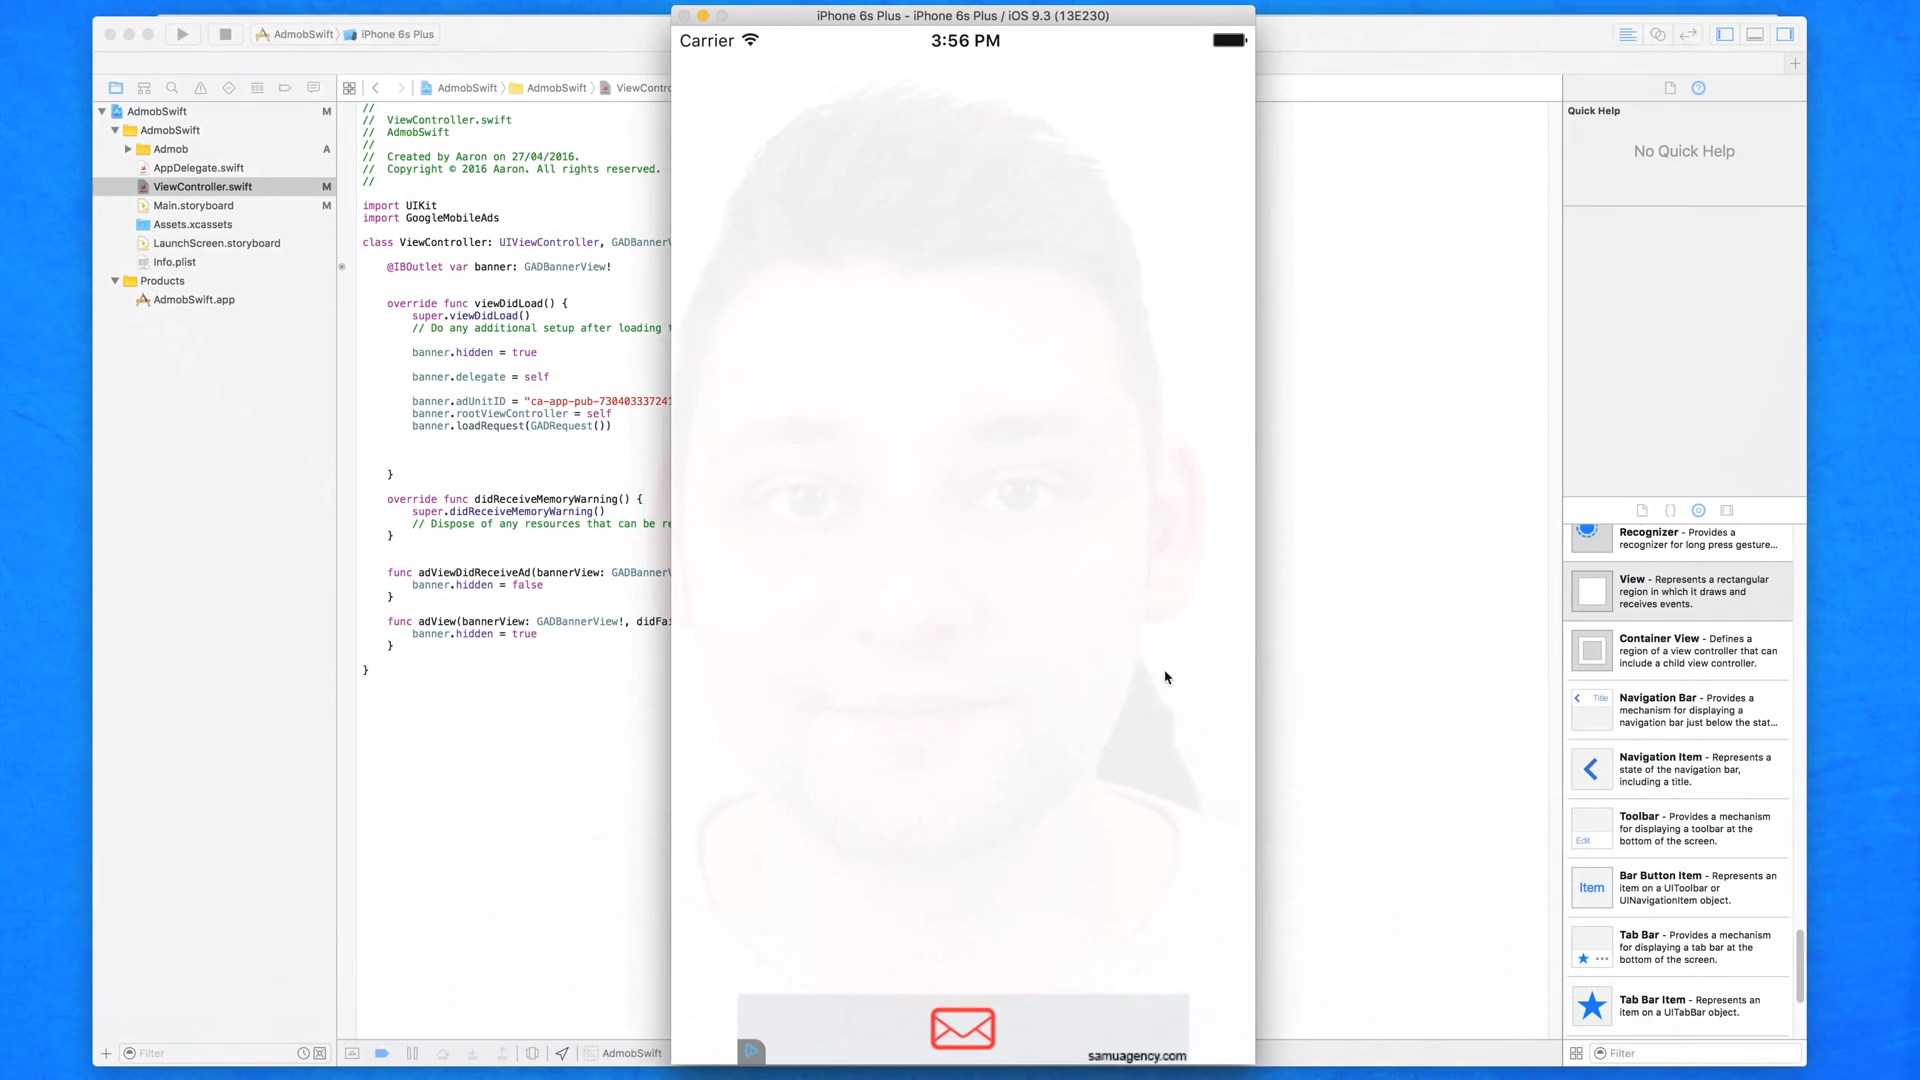 iPhone 6s Plus - iPhone 6s Plus / iOS 9.3 (13E230)
AdmobSwift
iPhone 6s Plus
Carrier
3:56 PM
AdmobSwift
AdmobSwift
ViewContro
AdmobSwift M
AdmobSwift
Admob A
AppDelegate.swift
ViewController.swift M
Main.storyboard M
Assets.xcassets
LaunchScreen.storyboard
Info.plist
Products
AdmobSwift.app
//
// ViewController.swift
// AdmobSwift
//
// Created by Aaron on 27/04/2016.
// Copyright © 2016 Aaron. All rights reserved.
//
import UIKit
import GoogleMobileAds
class ViewController: UIViewController, GADBannerV
@IBOutlet var banner: GADBannerView!
override func viewDidLoad() {
super.viewDidLoad()
// Do any additional setup after loading t
banner.hidden = true
banner.delegate = self
banner.adUnitID = "ca-app-pub-73040333724
banner.rootViewController = self
banner.loadRequest(GADRequest())
}
override func didReceiveMemoryWarning() {
super.didReceiveMemoryWarning()
// Dispose of any resources that can be re
}
func adViewDidReceiveAd(bannerView: GADBannerV
banner.hidden = false
}
func adView(bannerView: GADBannerView!, didFai
banner.hidden = true
}
}
samuagency.com
Quick Help
No Quick Help
Recognizer - Provides a
recognizer for long press gesture...
View - Represents a rectangular
region in which it draws and
receives events.
Container View - Defines a
region of a view controller that can
include a child view controller.
Title
Navigation Bar - Provides a
mechanism for displaying a
navigation bar just below the stat...
Navigation Item - Represents a
state of the navigation bar,
including a title.
Edit
Toolbar - Provides a mechanism
for displaying a toolbar at the
bottom of the screen.
Item
Bar Button Item - Represents an
item on a UIToolbar or
UINavigationItem object.
Tab Bar - Provides a mechanism
for displaying a tab bar at the
bottom of the screen.
Tab Bar Item - Represents an
item on a UITabBar object.
Filter
AdmobSwift
Filter